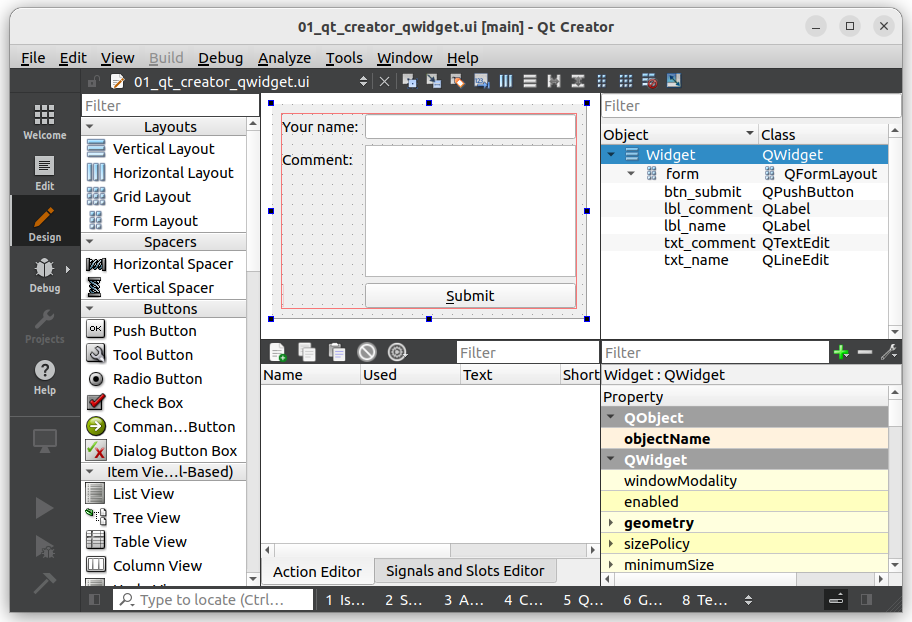 01_qt_creator_qwidget.ui [main] - Qt Creator
File Edit View Build Debug Analyze Tools Window Help
01_qt_creator_qwidget.ui
Welcome
Edit
Design
Debug
Projects
Help
Filter
Layouts
Vertical Layout
Horizontal Layout
Grid Layout
Form Layout
Spacers
Horizontal Spacer
Vertical Spacer
Buttons
OK
Push Button
Tool Button
Radio Button
Check Box
Comman...Button
Dialog Button Box
Item Vie...l-Based)
List View
Tree View
Table View
Column View
Your name:
Comment:
Submit
Filter
Name Used Text Short
Action Editor Signals and Slots Editor
Filter
Object Class
Widget QWidget
form QFormLayout
btn_submit QPushButton
lbl_comment QLabel
lbl_name QLabel
txt_comment QTextEdit
txt_name QLineEdit
Filter
Widget : QWidget
Property
QObject
objectName
QWidget
windowModality
enabled
geometry
sizePolicy
minimumSize
Type to locate (Ctrl... 1 Is... 2 S... 3 A... 4 C... 5 Q... 6 G... 8 Te...